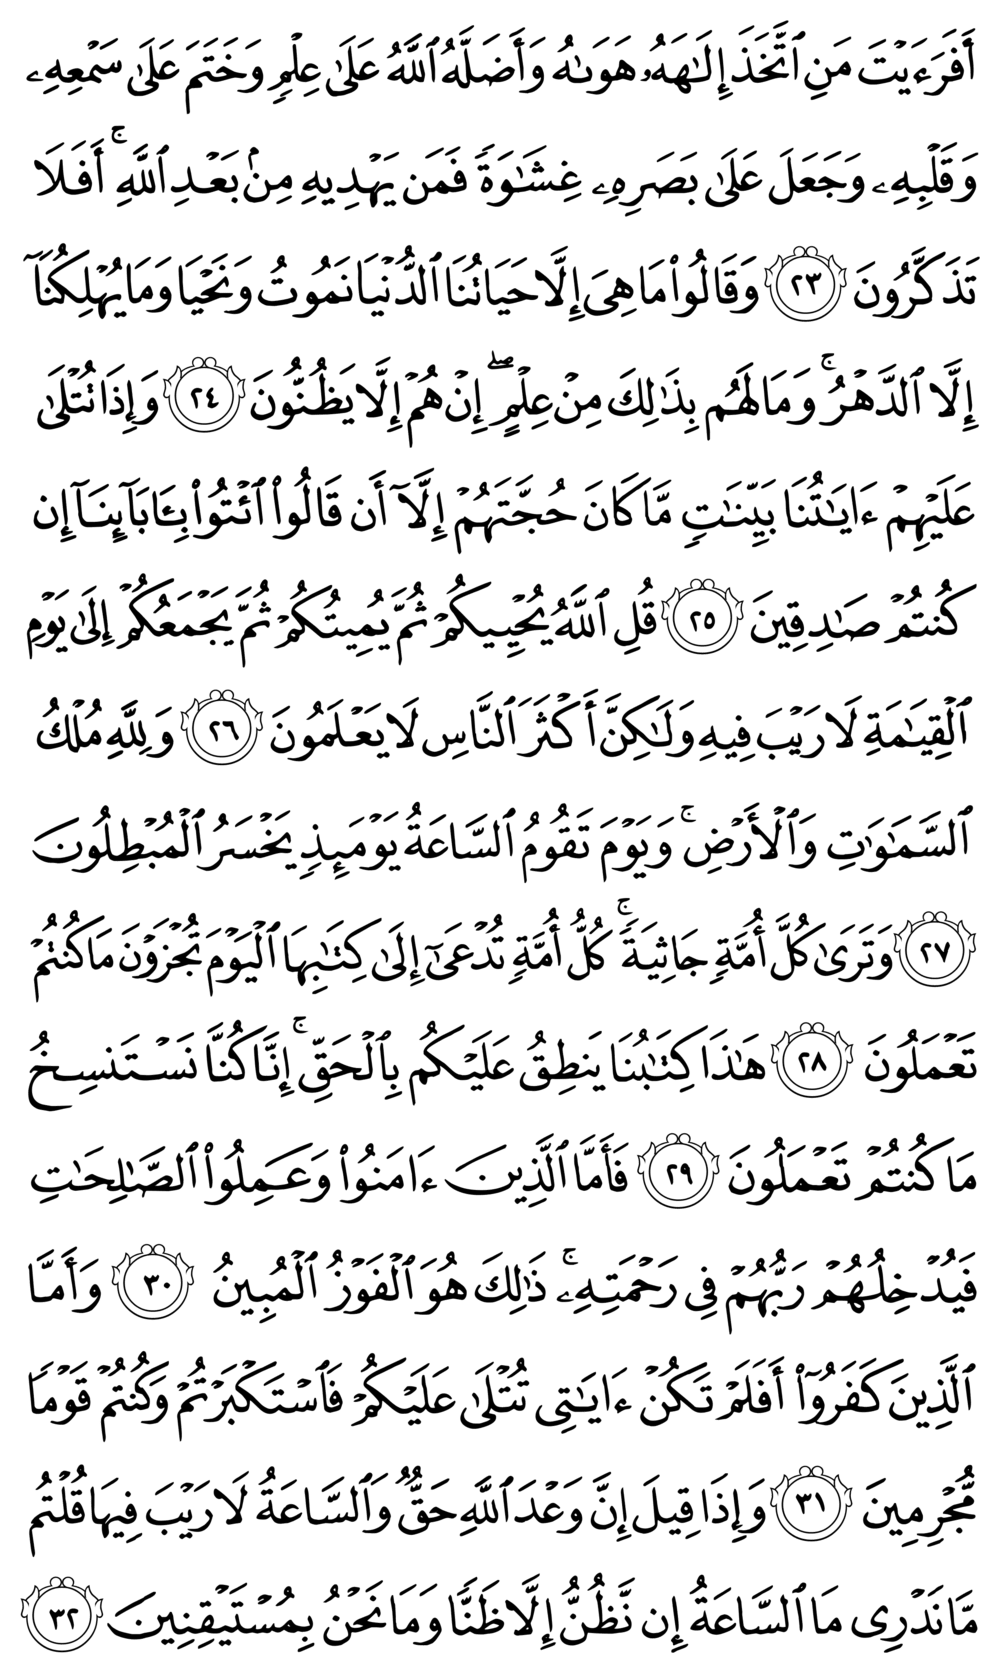 أَفَرَءَيْتَ مَنِ ٱتَّخَذَ إِلَٰهَهُۥ هَوَىٰهُ وَأَضَلَّهُ ٱللَّهُ عَلَىٰ عِلْمٍ وَخَتَمَ عَلَىٰ سَمْعِهِۦ
وَقَلْبِهِۦ وَجَعَلَ عَلَىٰ بَصَرِهِۦ غِشَٰوَةً فَمَن يَهْدِيهِ مِنۢ بَعْدِ ٱللَّهِ ۚ أَفَلَا
تَذَكَّرُونَ ٢٣ وَقَالُوا۟ مَا هِىَ إِلَّا حَيَاتُنَا ٱلدُّنْيَا نَمُوتُ وَنَحْيَا وَمَا يُهْلِكُنَآ
إِلَّا ٱلدَّهْرُ ۚ وَمَا لَهُم بِذَٰلِكَ مِنْ عِلْمٍ ۖ إِنْ هُمْ إِلَّا يَظُنُّونَ ٢٤ وَإِذَا تُتْلَىٰ
عَلَيْهِمْ ءَايَٰتُنَا بَيِّنَٰتٍ مَّا كَانَ حُجَّتَهُمْ إِلَّآ أَن قَالُوا۟ ٱئْتُوا۟ بِـَٔابَآئِنَآ إِن
كُنتُمْ صَٰدِقِينَ ٢٥ قُلِ ٱللَّهُ يُحْيِيكُمْ ثُمَّ يُمِيتُكُمْ ثُمَّ يَجْمَعُكُمْ إِلَىٰ يَوْمِ
ٱلْقِيَٰمَةِ لَا رَيْبَ فِيهِ وَلَٰكِنَّ أَكْثَرَ ٱلنَّاسِ لَا يَعْلَمُونَ ٢٦ وَلِلَّهِ مُلْكُ
ٱلسَّمَٰوَٰتِ وَٱلْأَرْضِ ۚ وَيَوْمَ تَقُومُ ٱلسَّاعَةُ يَوْمَئِذٍ يَخْسَرُ ٱلْمُبْطِلُونَ
٢٧ وَتَرَىٰ كُلَّ أُمَّةٍ جَاثِيَةً ۚ كُلُّ أُمَّةٍ تُدْعَىٰٓ إِلَىٰ كِتَٰبِهَا ٱلْيَوْمَ تُجْزَوْنَ مَا كُنتُمْ
تَعْمَلُونَ ٢٨ هَٰذَا كِتَٰبُنَا يَنطِقُ عَلَيْكُم بِٱلْحَقِّ ۚ إِنَّا كُنَّا نَسْتَنسِخُ
مَا كُنتُمْ تَعْمَلُونَ ٢٩ فَأَمَّا ٱلَّذِينَ ءَامَنُوا۟ وَعَمِلُوا۟ ٱلصَّٰلِحَٰتِ
فَيُدْخِلُهُمْ رَبُّهُمْ فِى رَحْمَتِهِۦ ۚ ذَٰلِكَ هُوَ ٱلْفَوْزُ ٱلْمُبِينُ ٣٠ وَأَمَّا
ٱلَّذِينَ كَفَرُوٓا۟ أَفَلَمْ تَكُنْ ءَايَٰتِى تُتْلَىٰ عَلَيْكُمْ فَٱسْتَكْبَرْتُمْ وَكُنتُمْ قَوْمًا
مُّجْرِمِينَ ٣١ وَإِذَا قِيلَ إِنَّ وَعْدَ ٱللَّهِ حَقٌّ وَٱلسَّاعَةُ لَا رَيْبَ فِيهَا قُلْتُم
مَّا نَدْرِى مَا ٱلسَّاعَةُ إِن نَّظُنُّ إِلَّا ظَنًّا وَمَا نَحْنُ بِمُسْتَيْقِنِينَ ٣٢